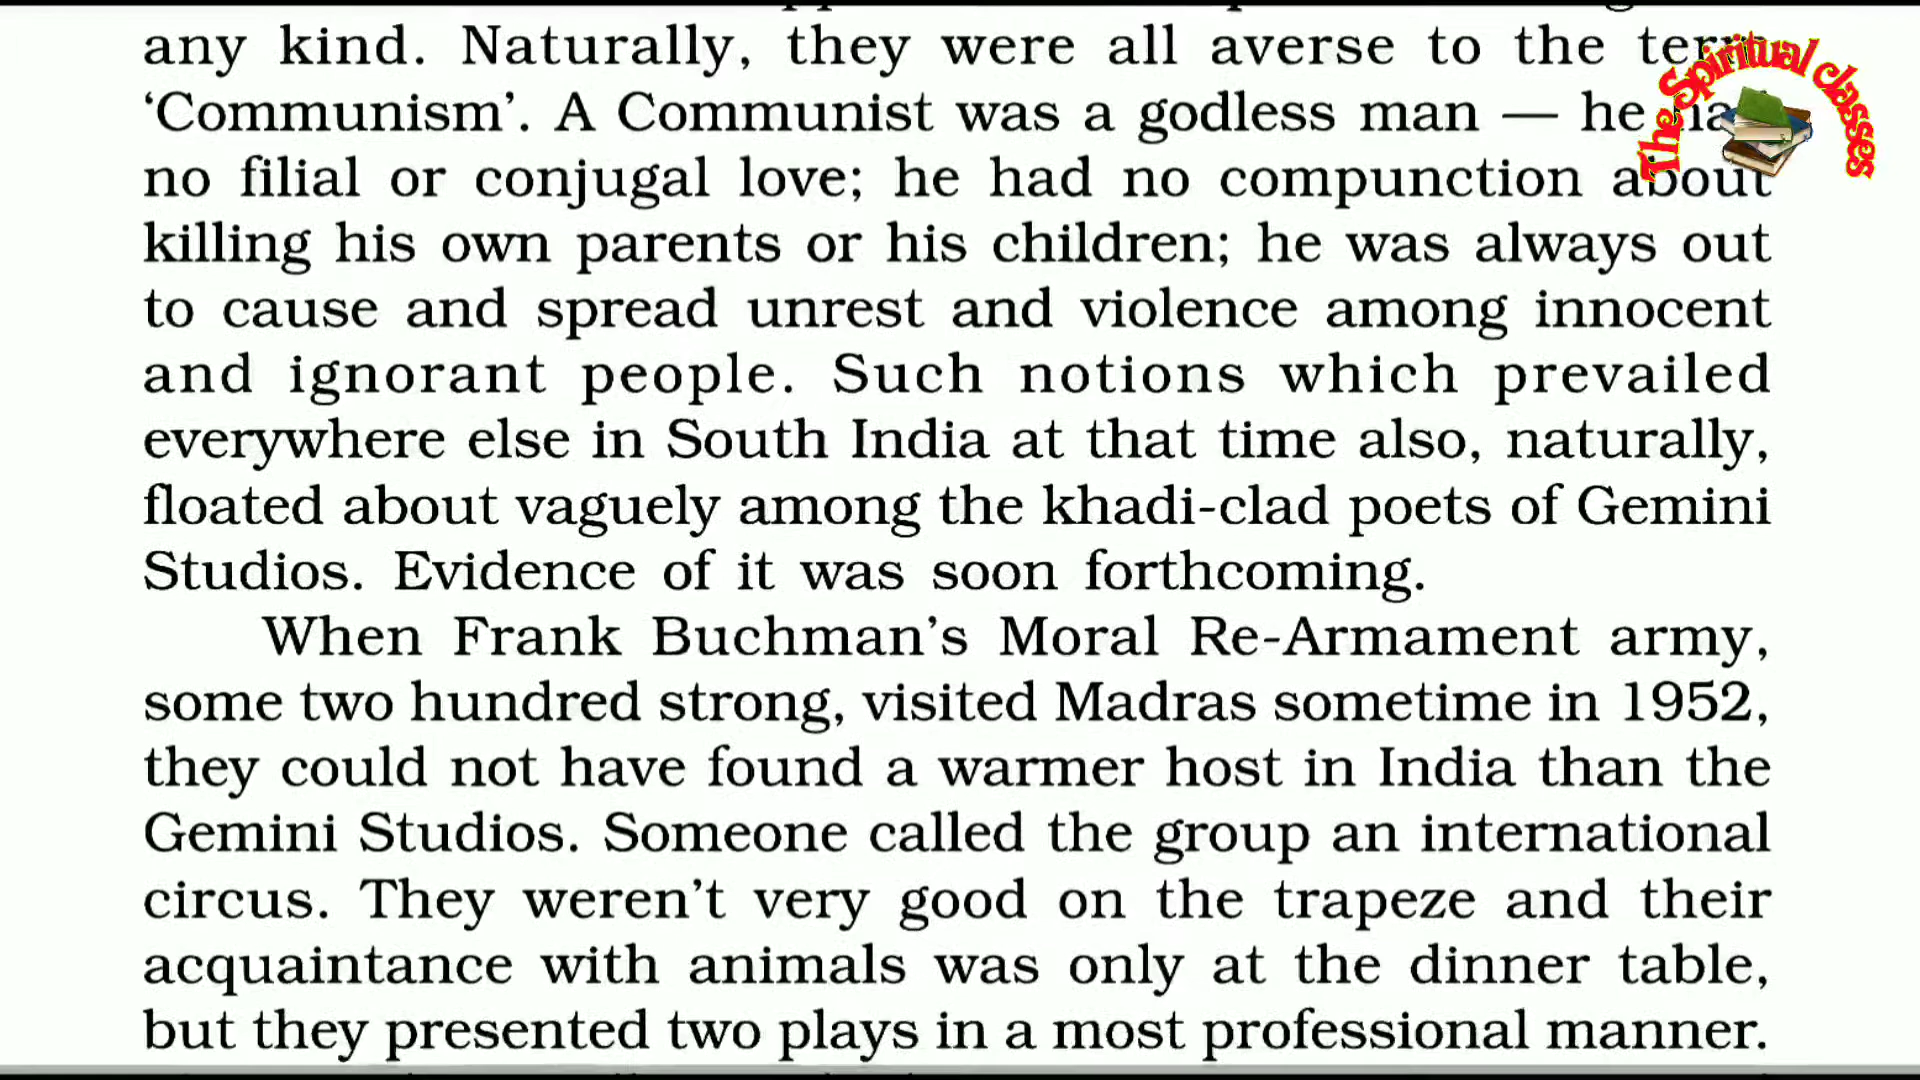 any kind. Naturally, they were all averse to the term
‘Communism’. A Communist was a godless man — he had
no filial or conjugal love; he had no compunction about
killing his own parents or his children; he was always out
to cause and spread unrest and violence among innocent
and ignorant people. Such notions which prevailed
everywhere else in South India at that time also, naturally,
floated about vaguely among the khadi-clad poets of Gemini
Studios. Evidence of it was soon forthcoming.
When Frank Buchman’s Moral Re-Armament army,
some two hundred strong, visited Madras sometime in 1952,
they could not have found a warmer host in India than the
Gemini Studios. Someone called the group an international
circus. They weren’t very good on the trapeze and their
acquaintance with animals was only at the dinner table,
but they presented two plays in a most professional manner.
The Spiritual classes